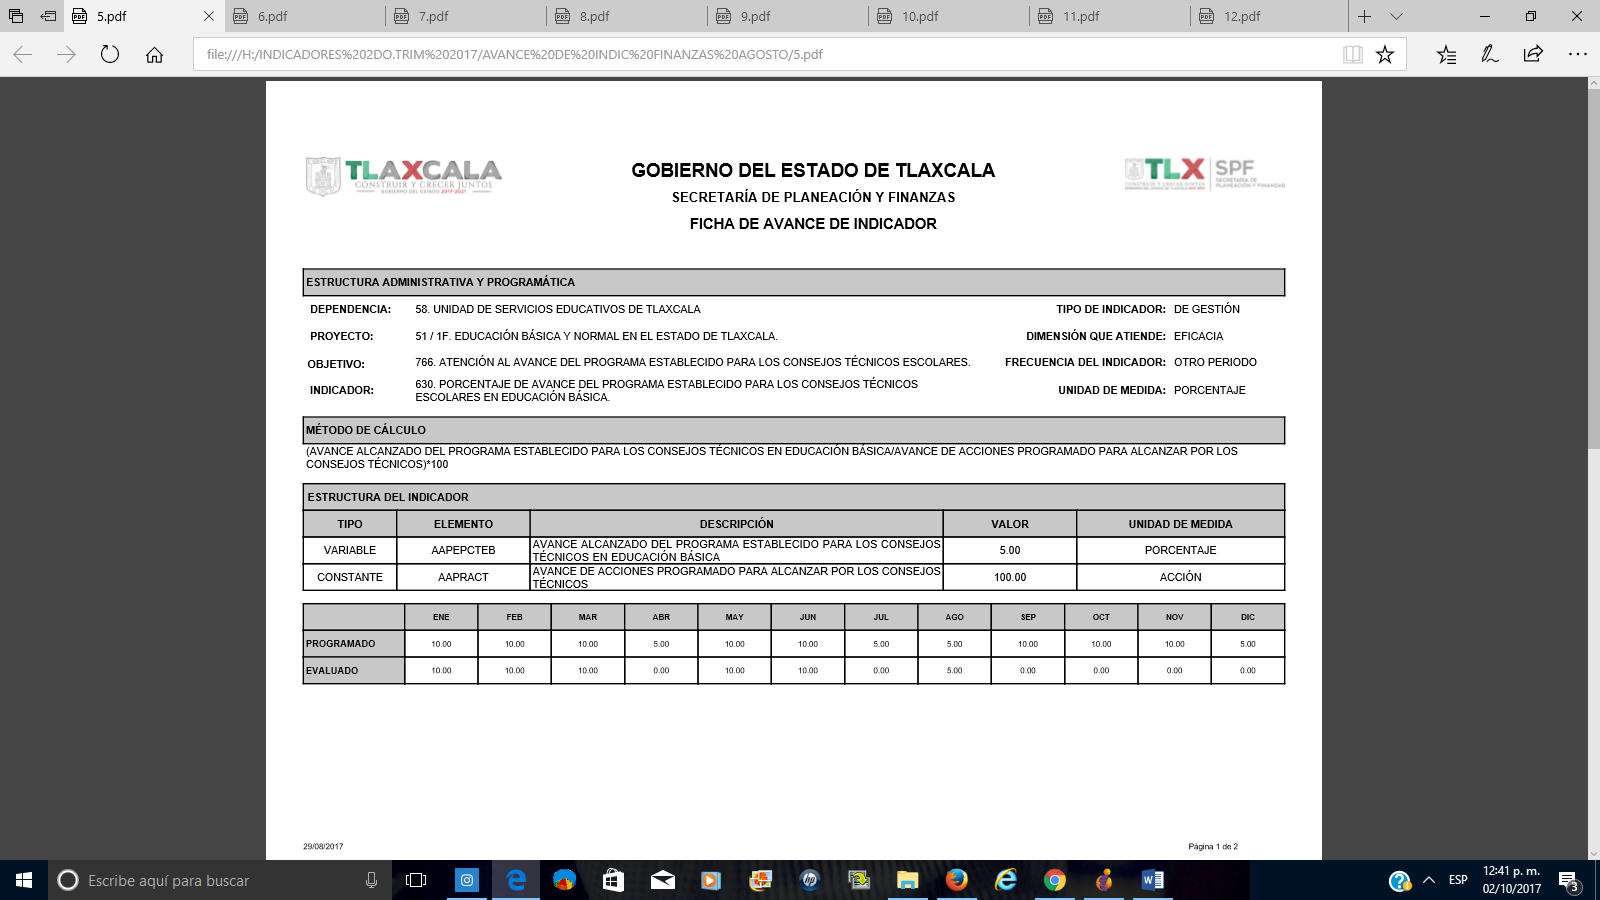 5.pdf
6.pdf
7.pdf
8.pdf
9.pdf
10.pdf
11.pdf
12.pdf
file:///H:/INDICADORES%202DO.TRIM%202017/AVANCE%20DE%20INDIC%20FINANZAS%20AGOSTO/5.pdf
TLAXCALA
CONSTRUIR Y CRECER JUNTOS
GOBIERNO DEL ESTADO 2017-2021
GOBIERNO DEL ESTADO DE TLAXCALA
SECRETARÍA DE PLANEACIÓN Y FINANZAS
FICHA DE AVANCE DE INDICADOR
TLX
CONSTRUIR Y CRECER JUNTOS
SPF
SECRETARÍA DE
PLANEACIÓN Y FINANZAS
ESTRUCTURA ADMINISTRATIVA Y PROGRAMÁTICA
DEPENDENCIA: 58. UNIDAD DE SERVICIOS EDUCATIVOS DE TLAXCALA TIPO DE INDICADOR: DE GESTIÓN
PROYECTO: 51 / 1F. EDUCACIÓN BÁSICA Y NORMAL EN EL ESTADO DE TLAXCALA. DIMENSIÓN QUE ATIENDE: EFICACIA
OBJETIVO: 766. ATENCIÓN AL AVANCE DEL PROGRAMA ESTABLECIDO PARA LOS CONSEJOS TÉCNICOS ESCOLARES. FRECUENCIA DEL INDICADOR: OTRO PERIODO
INDICADOR: 630. PORCENTAJE DE AVANCE DEL PROGRAMA ESTABLECIDO PARA LOS CONSEJOS TÉCNICOS
ESCOLARES EN EDUCACIÓN BÁSICA. UNIDAD DE MEDIDA: PORCENTAJE
MÉTODO DE CÁLCULO
(AVANCE ALCANZADO DEL PROGRAMA ESTABLECIDO PARA LOS CONSEJOS TÉCNICOS EN EDUCACIÓN BÁSICA/AVANCE DE ACCIONES PROGRAMADO PARA ALCANZAR POR LOS
CONSEJOS TÉCNICOS)*100
ESTRUCTURA DEL INDICADOR
TIPO ELEMENTO DESCRIPCIÓN VALOR UNIDAD DE MEDIDA
VARIABLE AAPEPCTEB AVANCE ALCANZADO DEL PROGRAMA ESTABLECIDO PARA LOS CONSEJOS
TÉCNICOS EN EDUCACIÓN BÁSICA 5.00 PORCENTAJE
CONSTANTE AAPRACT AVANCE DE ACCIONES PROGRAMADO PARA ALCANZAR POR LOS CONSEJOS
TÉCNICOS 100.00 ACCIÓN
ENE FEB MAR ABR MAY JUN JUL AGO SEP OCT NOV DIC
PROGRAMADO 10.00 10.00 10.00 5.00 10.00 10.00 5.00 5.00 10.00 10.00 10.00 5.00
EVALUADO 10.00 10.00 10.00 0.00 10.00 10.00 0.00 5.00 0.00 0.00 0.00 0.00
29/08/2017 Página 1 de 2
Escribe aquí para buscar
ESP
12:41 p. m.
02/10/2017
3